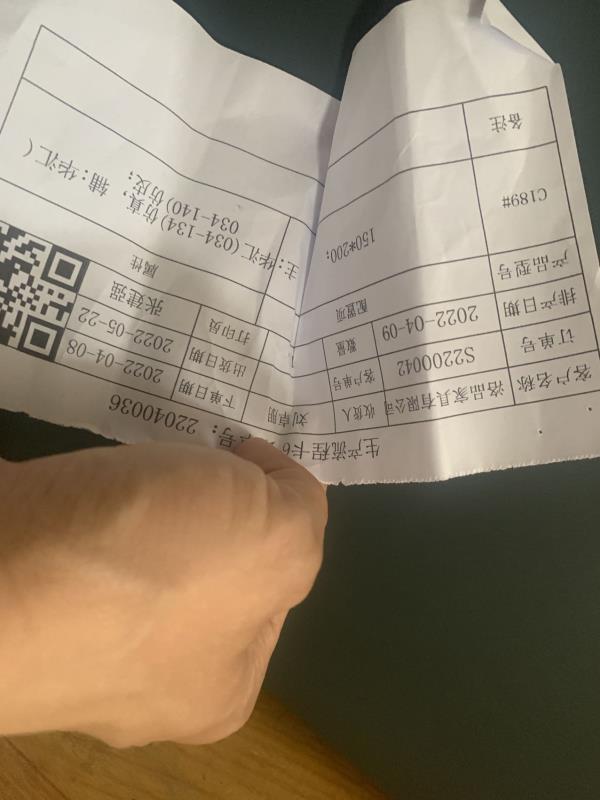 生产流程卡6 号：22040036
客户名称 洛品家具有限公司 收货人 刘卓朋 下单日期 2022-04-08
订单号 S2200042 客户单号 出货日期 2022-05-22
排产日期 2022-04-09 数量 打印员 张建强
产品型号 配置项 属性
C189# 150*200; 主:华汇(034-134)仿真, 辅:华汇(
034-140)仿皮;
备注